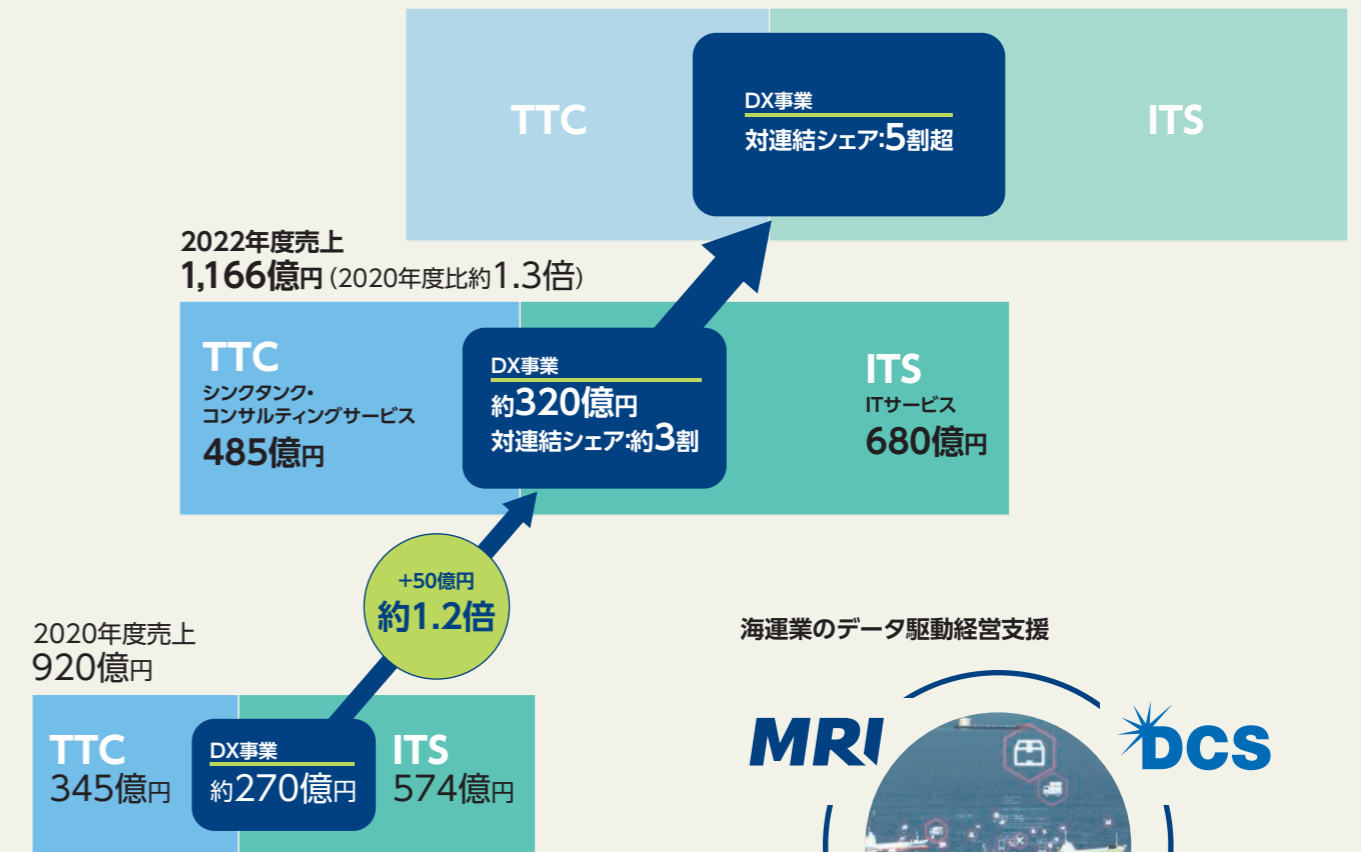 TTC
DX事業
対連結シェア:5割超
ITS
2022年度売上
1,166億円(2020年度比約1.3倍)
TTC
シンクタンク・
コンサルティングサービス
485億円
DX事業
約320億円
対連結シェア:約3割
ITS
ITサービス
680億円
+50億円
約1.2倍
2020年度売上
920億円
TTC
345億円
DX事業
約270億円
ITS
574億円
海運業のデータ駆動経営支援
MRI
DCS